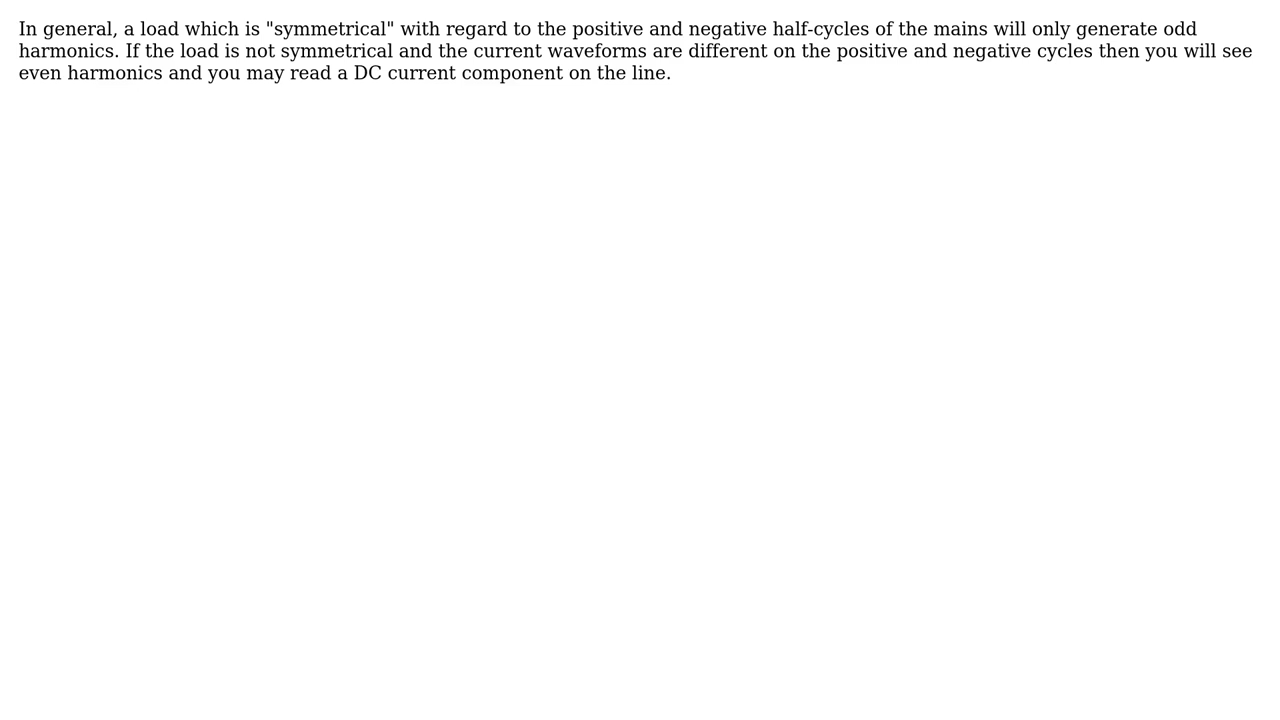 In general, a load which is "symmetrical" with regard to the positive and negative half-cycles of the mains will only generate odd
harmonics. If the load is not symmetrical and the current waveforms are different on the positive and negative cycles then you will see
even harmonics and you may read a DC current component on the line.